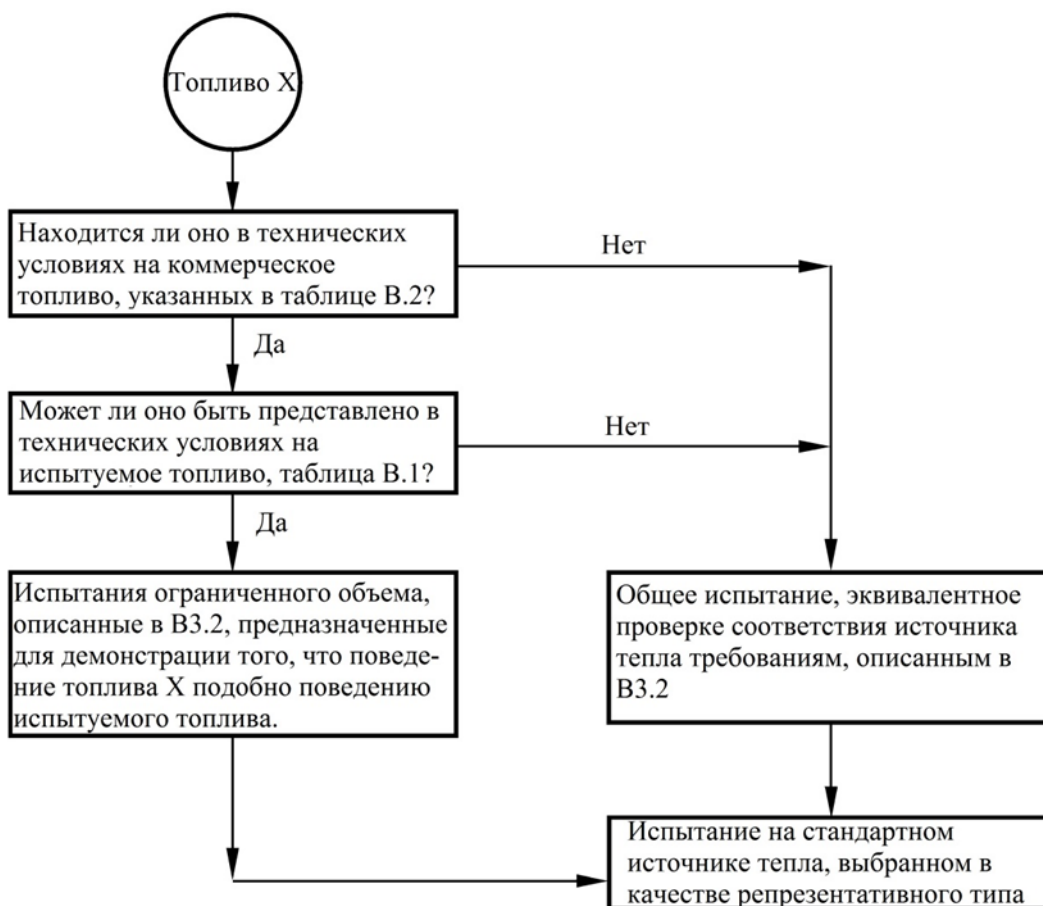 Топливо X
Находится ли оно в технических
условиях на коммерческое
топливо, указанных в таблице В.2?
Нет
Да
Может ли оно быть представлено в
технических условиях на
испытуемое топливо, таблица В.1?
Нет
Да
Испытания ограниченного объема,
описанные в В3.2, предназначенные
для демонстрации того, что поведе-
ние топлива X подобно поведению
испытуемого топлива.
Общее испытание, эквивалентное
проверке соответствия источника
тепла требованиям, описанным в
В3.2
Испытание на стандартном
источнике тепла, выбранном в
качестве репрезентативного типа